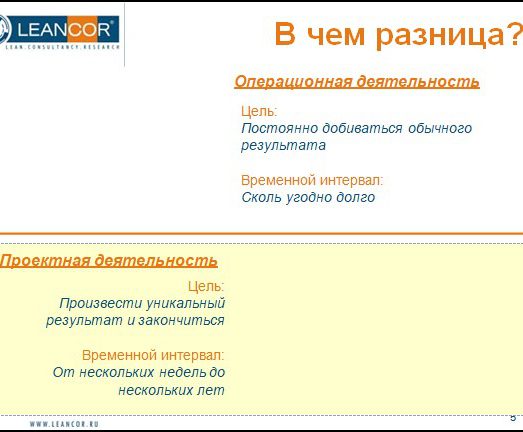 LEANCOR®
LEAN.CONSULTANCY.RESEARCH
В чем разница?
Операционная деятельность
Цель:
Постоянно добиваться обычного
результата
Временной интервал:
Сколь угодно долго
Проектная деятельность
Цель:
Произвести уникальный
результат и закончиться
Временной интервал:
От нескольких недель до
нескольких лет
WWW.LEANCOR.RU
5